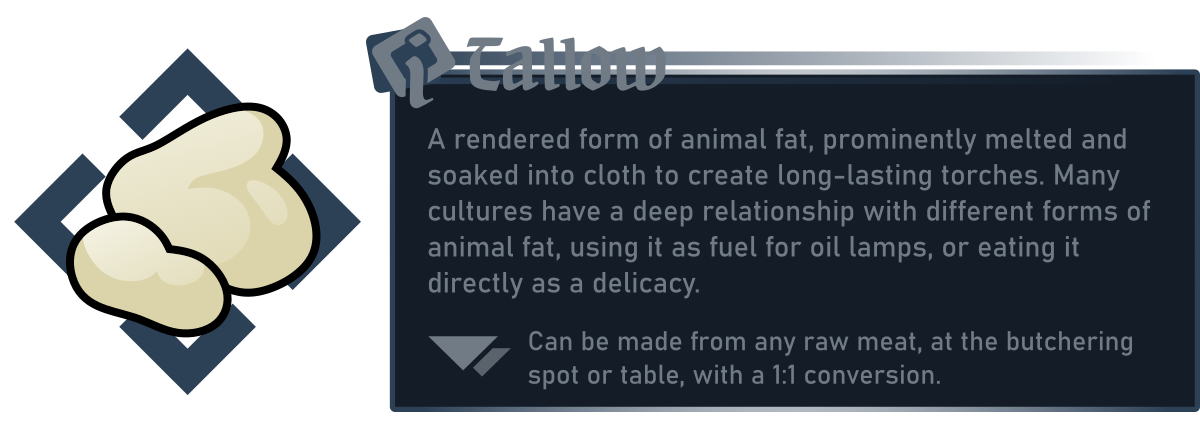 Tallow
A rendered form of animal fat, prominently melted and
soaked into cloth to create long-lasting torches. Many
cultures have a deep relationship with different forms of
animal fat, using it as fuel for oil lamps, or eating it
directly as a delicacy.
Can be made from any raw meat, at the butchering
spot or table, with a 1:1 conversion.